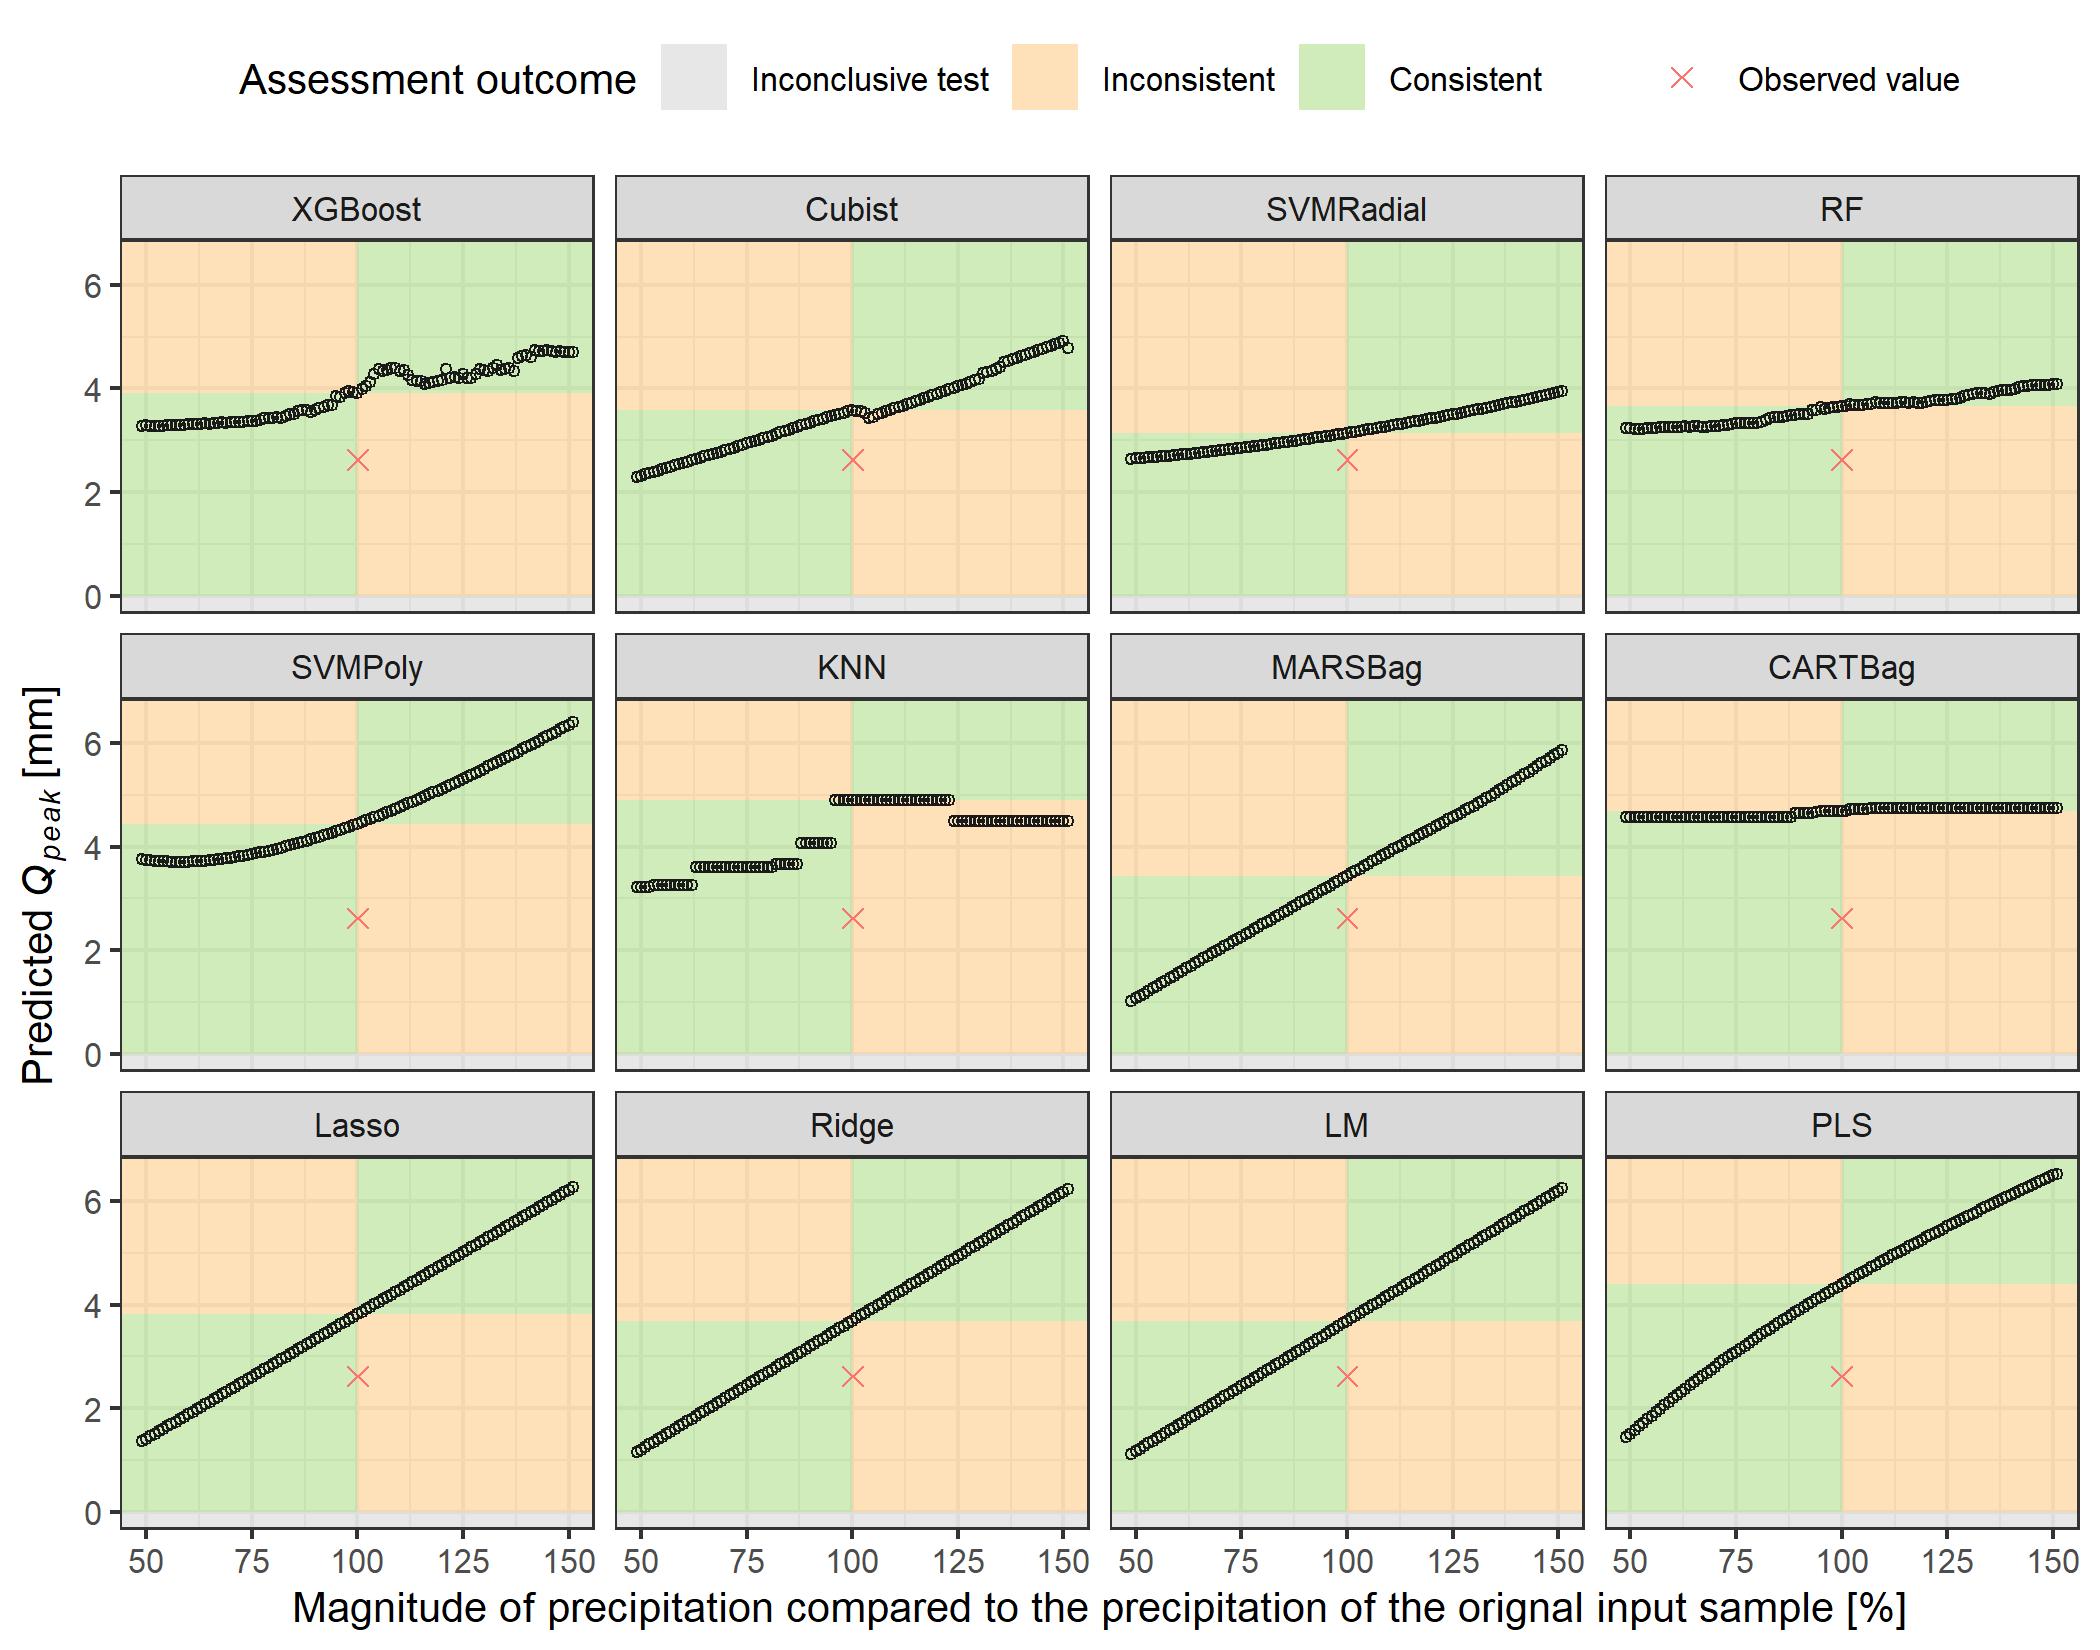 Assessment outcome Inconclusive test Inconsistent Consistent Observed value
XGBoost Cubist SVMRadial RF
6
4
2
0
SVMPoly KNN MARSBag CARTBag
6
4
2
0
Lasso Ridge LM PLS
6
4
2
0
50 75 100 125 150 50 75 100 125 150 50 75 100 125 150 50 75 100 125 150
Predicted Qpeak [mm]
Magnitude of precipitation compared to the precipitation of the orignal input sample [%]